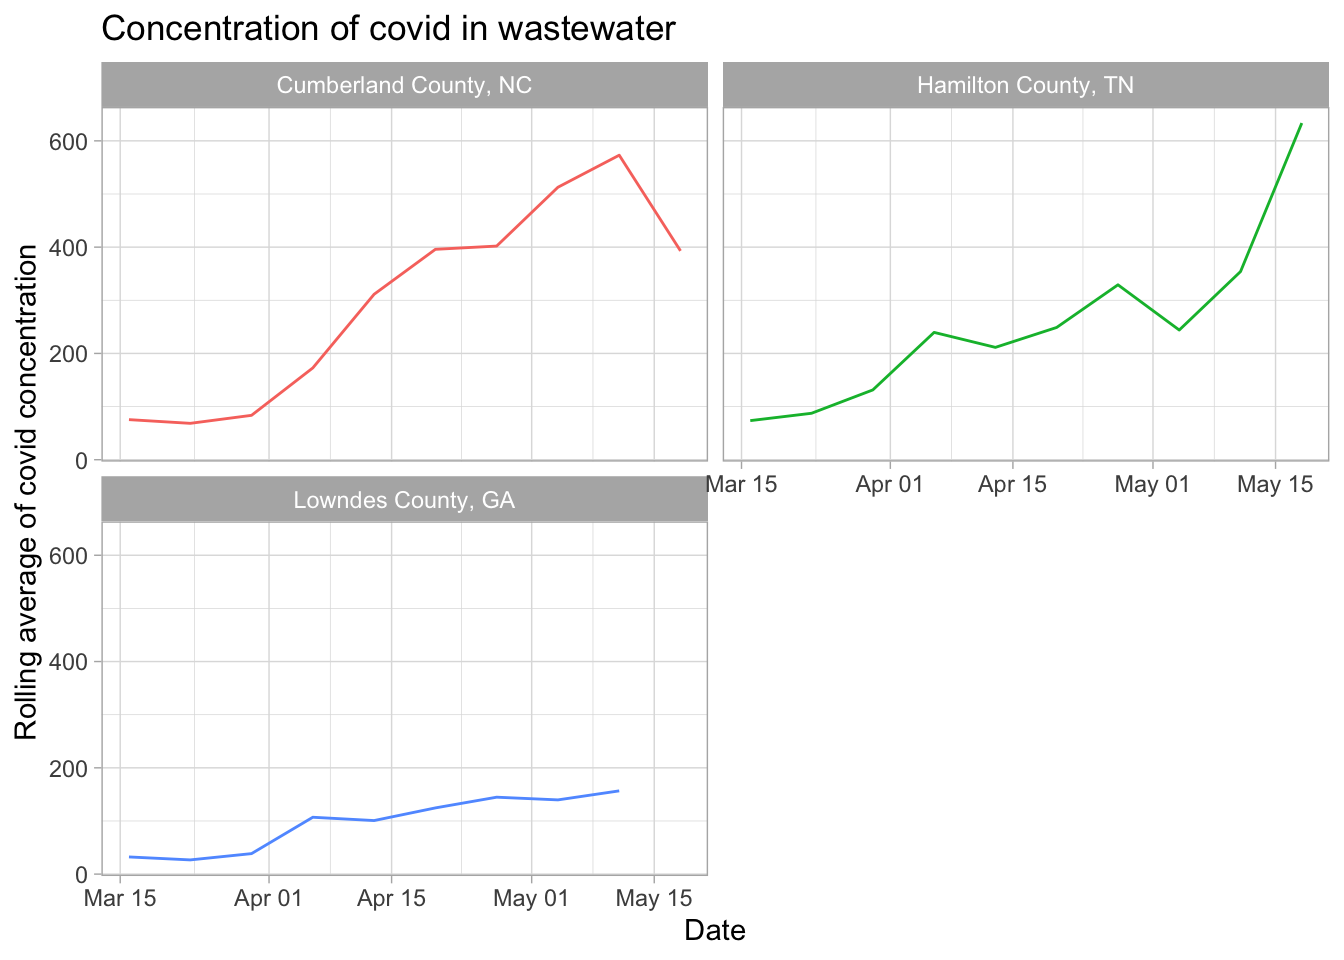 Concentration of covid in wastewater
Cumberland County, NC
Hamilton County, TN
600
400
200
0
Mar 15 Apr 01 Apr 15 May 01 May 15
Lowndes County, GA
600
400
200
0
Mar 15 Apr 01 Apr 15 May 01 May 15
Rolling average of covid concentration
Date